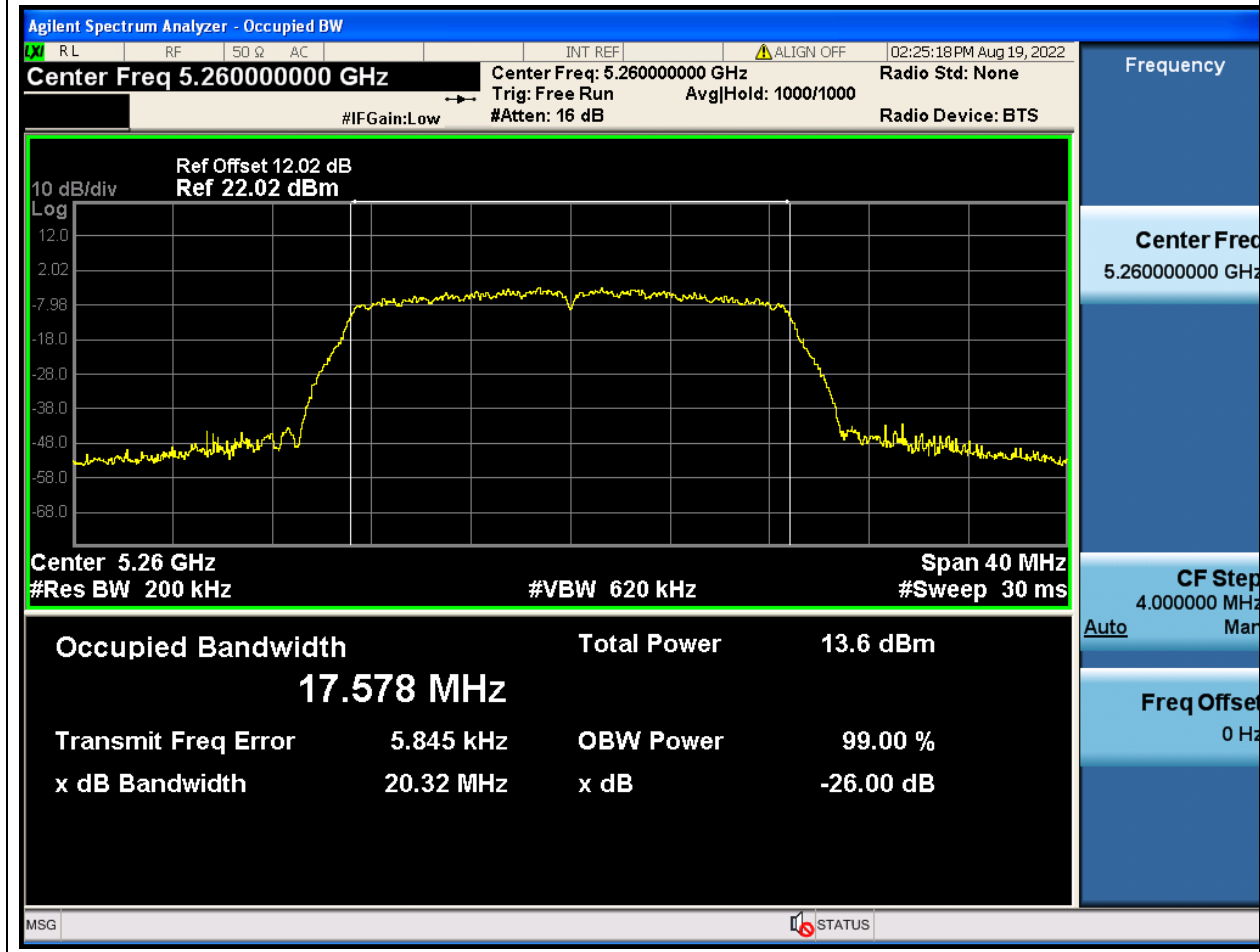 Agilent Spectrum Analyzer - Occupied BW
LXI RL RF 50 Ω AC INT REF ALIGN OFF 02:25:18 PM Aug 19, 2022
Center Freq 5.260000000 GHz
Center Freq: 5.260000000 GHz Radio Std: None
Trig: Free Run Avg|Hold: 1000/1000
#IFGain:Low #Atten: 16 dB Radio Device: BTS
Ref Offset 12.02 dB
10 dB/div Ref 22.02 dBm
Log
12.0
2.02
-7.98
-18.0
-28.0
-38.0
-48.0
-58.0
-68.0
Center 5.26 GHz Span 40 MHz
#Res BW 200 kHz #VBW 620 kHz #Sweep 30 ms
Occupied Bandwidth Total Power 13.6 dBm
17.578 MHz
Transmit Freq Error 5.845 kHz OBW Power 99.00 %
x dB Bandwidth 20.32 MHz x dB -26.00 dB
MSG STATUS
Frequency
Center Freq
5.260000000 GHz
CF Step
4.000000 MHz
Auto Man
Freq Offset
0 Hz